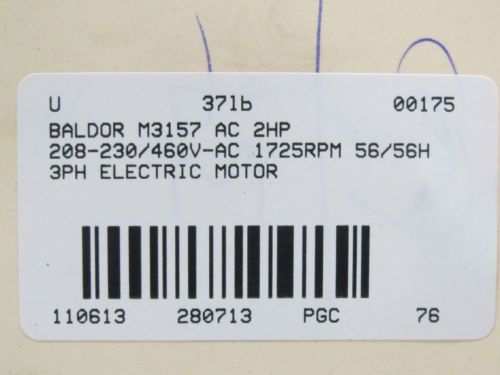 U 37lb 00175
BALDOR M3157 AC 2HP
208-230/460V-AC 1725RPM 56/56H
3PH ELECTRIC MOTOR
110613 280713 PGC 76